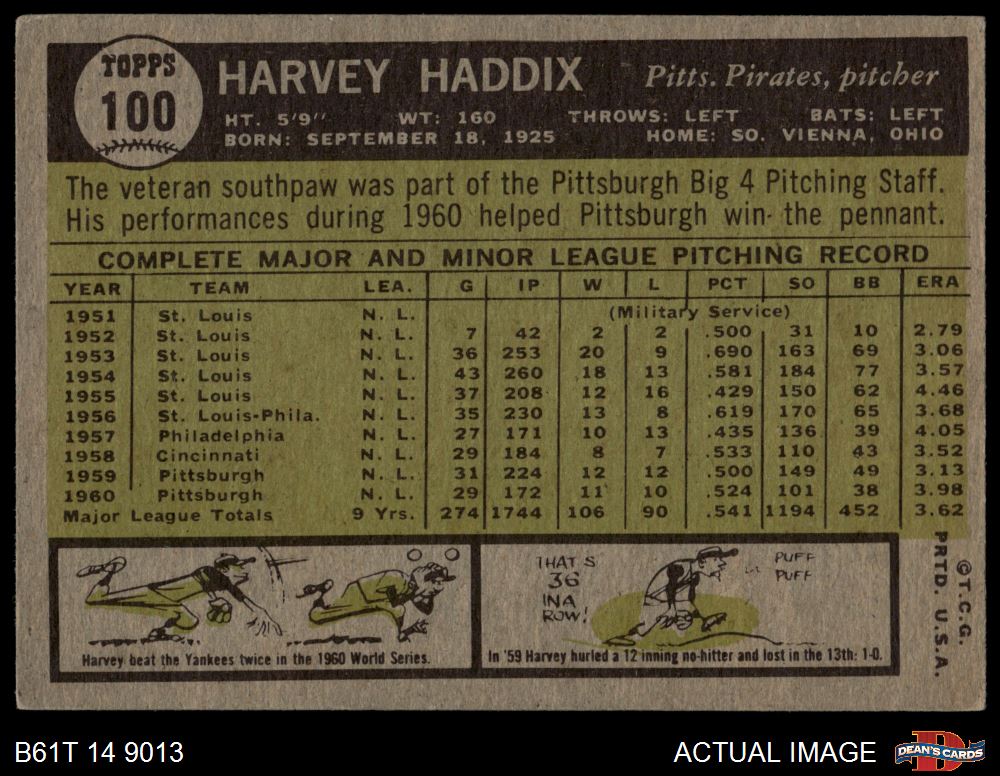 TOPPS
100
HARVEY HADDIX
Pitts. Pirates, pitcher
HT. 5'9" WT: 160 THROWS: LEFT BATS: LEFT
BORN: SEPTEMBER 18, 1925 HOME: SO. VIENNA, OHIO
The veteran southpaw was part of the Pittsburgh Big 4 Pitching Staff.
His performances during 1960 helped Pittsburgh win the pennant.
COMPLETE MAJOR AND MINOR LEAGUE PITCHING RECORD
YEAR TEAM LEA. G IP W L PCT SO BB ERA
1951 St. Louis N. L. (Military Service)
1952 St. Louis N. L. 7 42 2 2 .500 31 10 2.79
1953 St. Louis N. L. 36 253 20 9 .690 163 69 3.06
1954 St. Louis N. L. 43 260 18 13 .581 184 77 3.57
1955 St. Louis N. L. 37 208 12 16 .429 150 62 4.46
1956 St. Louis-Phila. N. L. 35 230 13 8 .619 170 65 3.68
1957 Philadelphia N. L. 27 171 10 13 .435 136 39 4.05
1958 Cincinnati N. L. 29 184 8 7 .533 110 43 3.52
1959 Pittsburgh N. L. 31 224 12 12 .500 149 49 3.13
1960 Pittsburgh N. L. 29 172 11 10 .524 101 38 3.98
Major League Totals 9 Yrs. 274 1744 106 90 .541 1194 452 3.62
Harvey beat the Yankees twice in the 1960 World Series.
THAT'S
36
IN A
ROW!
PUFF
PUFF
In '59 Harvey hurled a 12 inning no-hitter and lost in the 13th: 1-0.
©T.C.G.
PRTD. U.S.A.
B61T 14 9013
ACTUAL IMAGE
DEAN'S CARDS